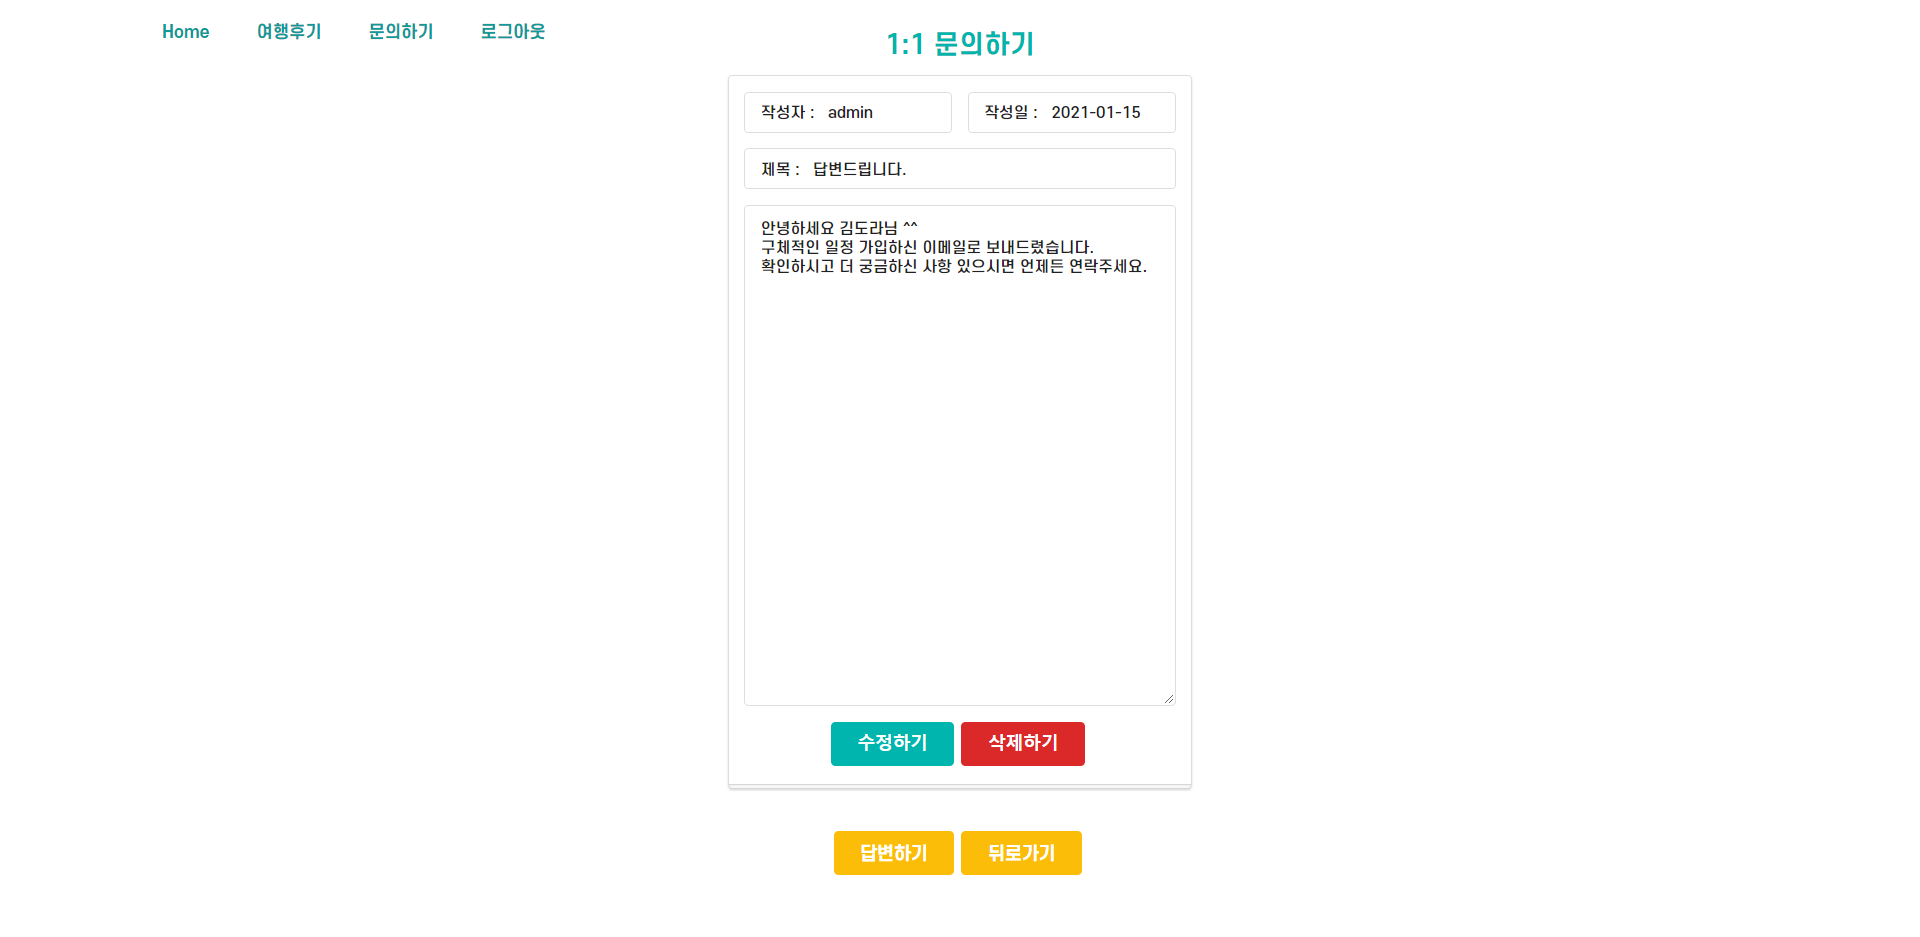 Home 여행후기 문의하기 로그아웃
1:1 문의하기
작성자 : admin 작성일 : 2021-01-15
제목 : 답변드립니다.
안녕하세요 김도라님 ^^
구체적인 일정 가입하신 이메일로 보내드렸습니다.
확인하시고 더 궁금하신 사항 있으시면 언제든 연락주세요.
수정하기 삭제하기
답변하기 뒤로가기